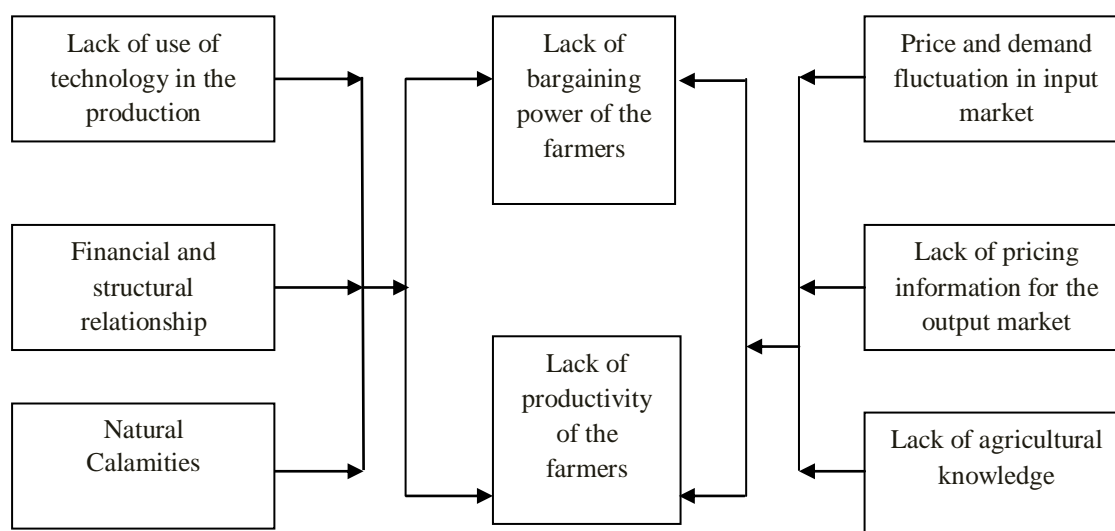 Lack of use of
technology in the
production
Financial and
structural
relationship
Natural
Calamities
Lack of
bargaining
power of the
farmers
Lack of
productivity
of the
farmers
Price and demand
fluctuation in input
market
Lack of pricing
information for the
output market
Lack of agricultural
knowledge